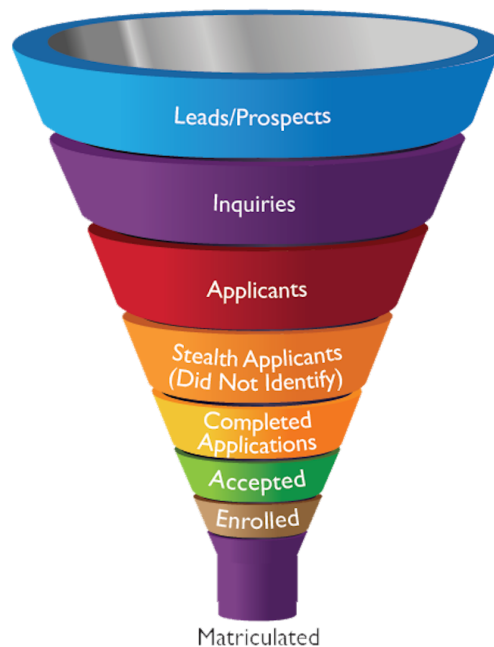 Leads/Prospects
Inquiries
Applicants
Stealth Applicants
(Did Not Identify)
Completed
Applications
Accepted
Enrolled
Matriculated